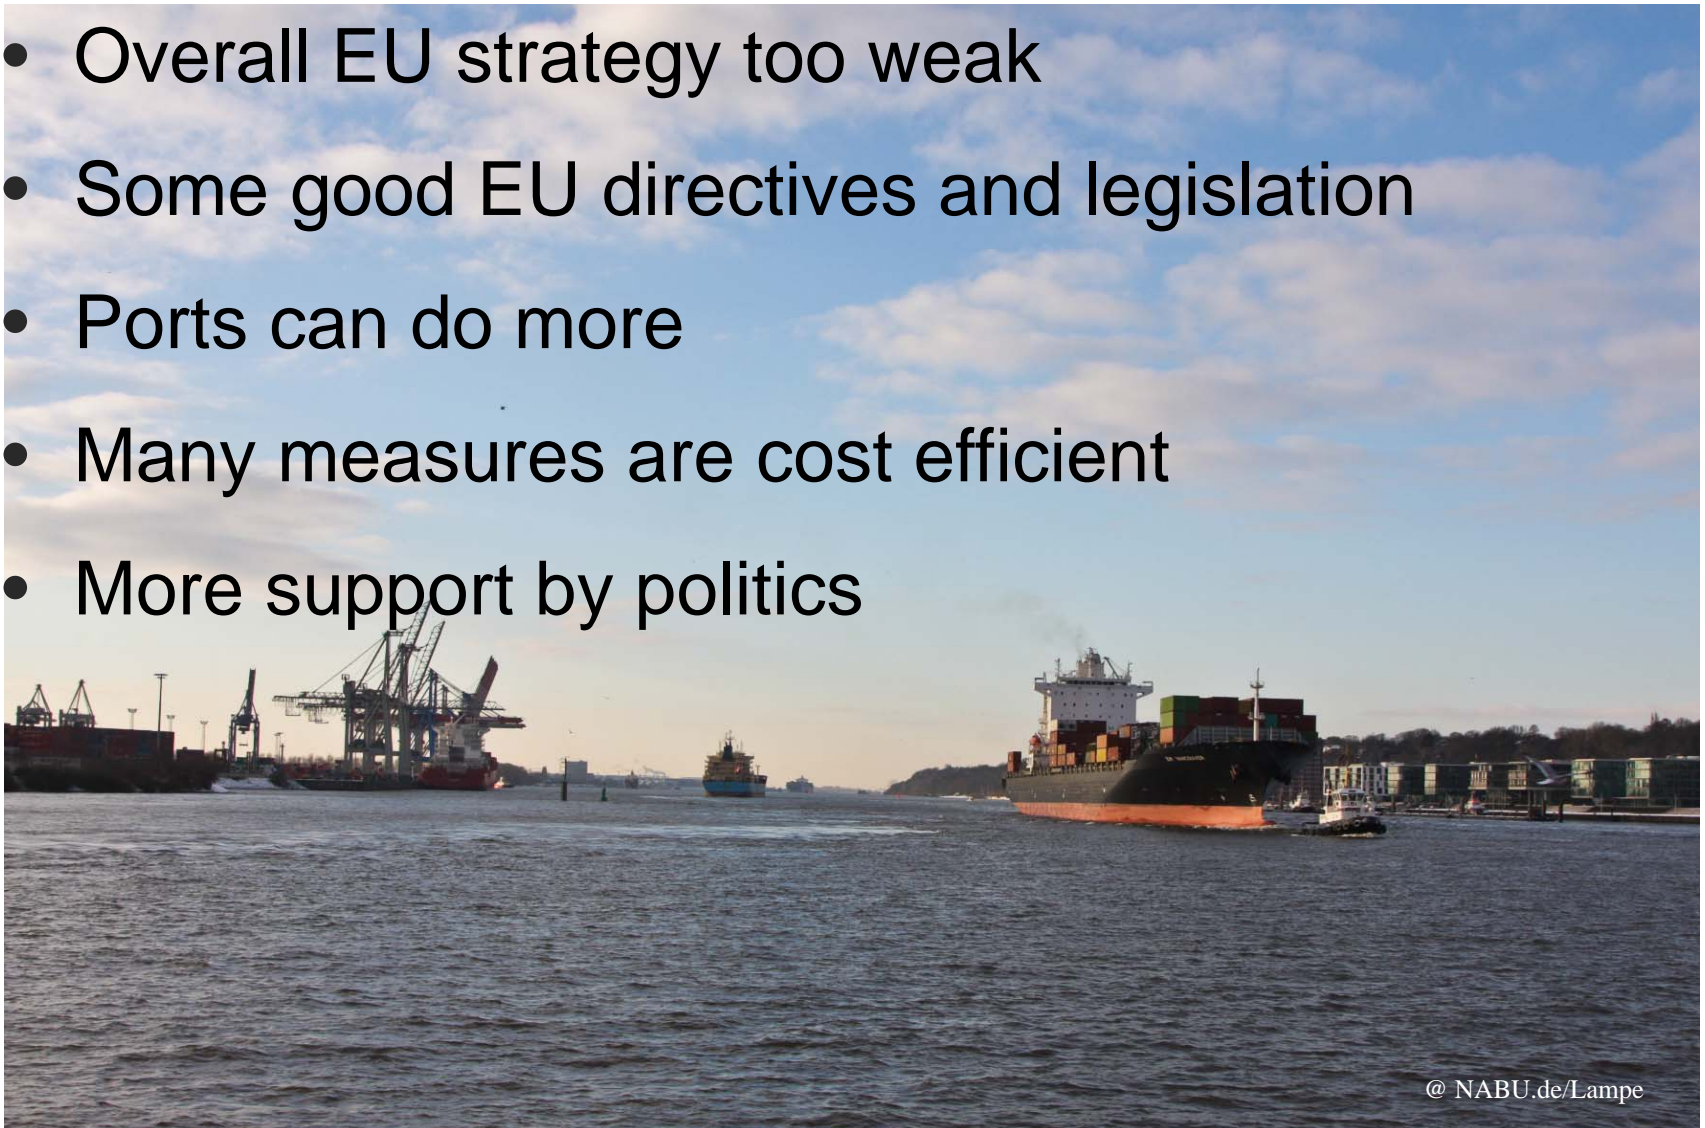 • Overall EU strategy too weak
• Some good EU directives and legislation
• Ports can do more
• Many measures are cost efficient
• More support by politics
@ NABU.de/Lampe